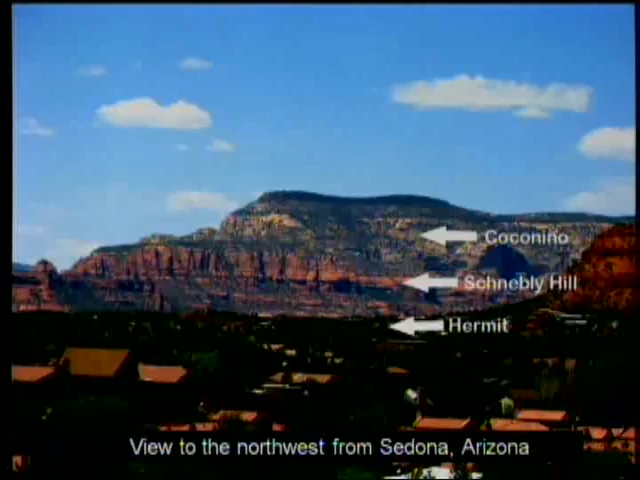 Coconino
Schnebly Hill
Hermit
View to the northwest from Sedona, Arizona